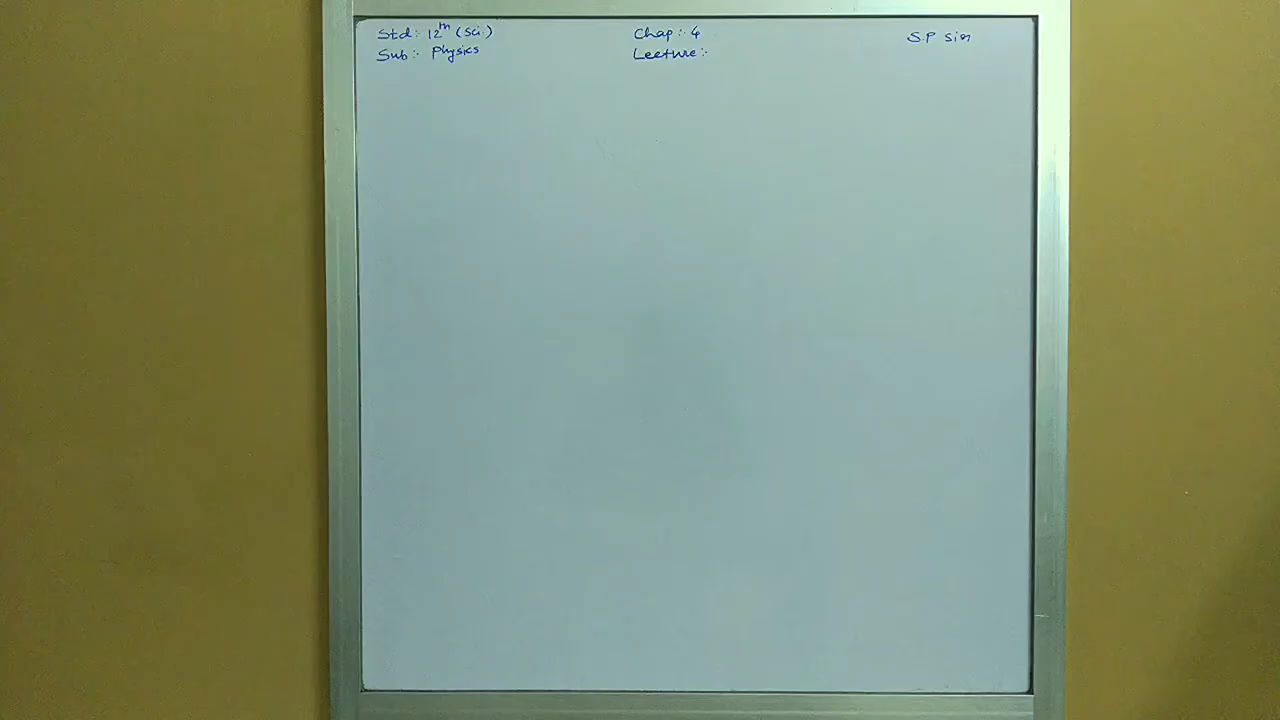 Std:- 12th (Sci.)
Sub:- Physics
Chap:- 4
Lecture:-
S.P Sir